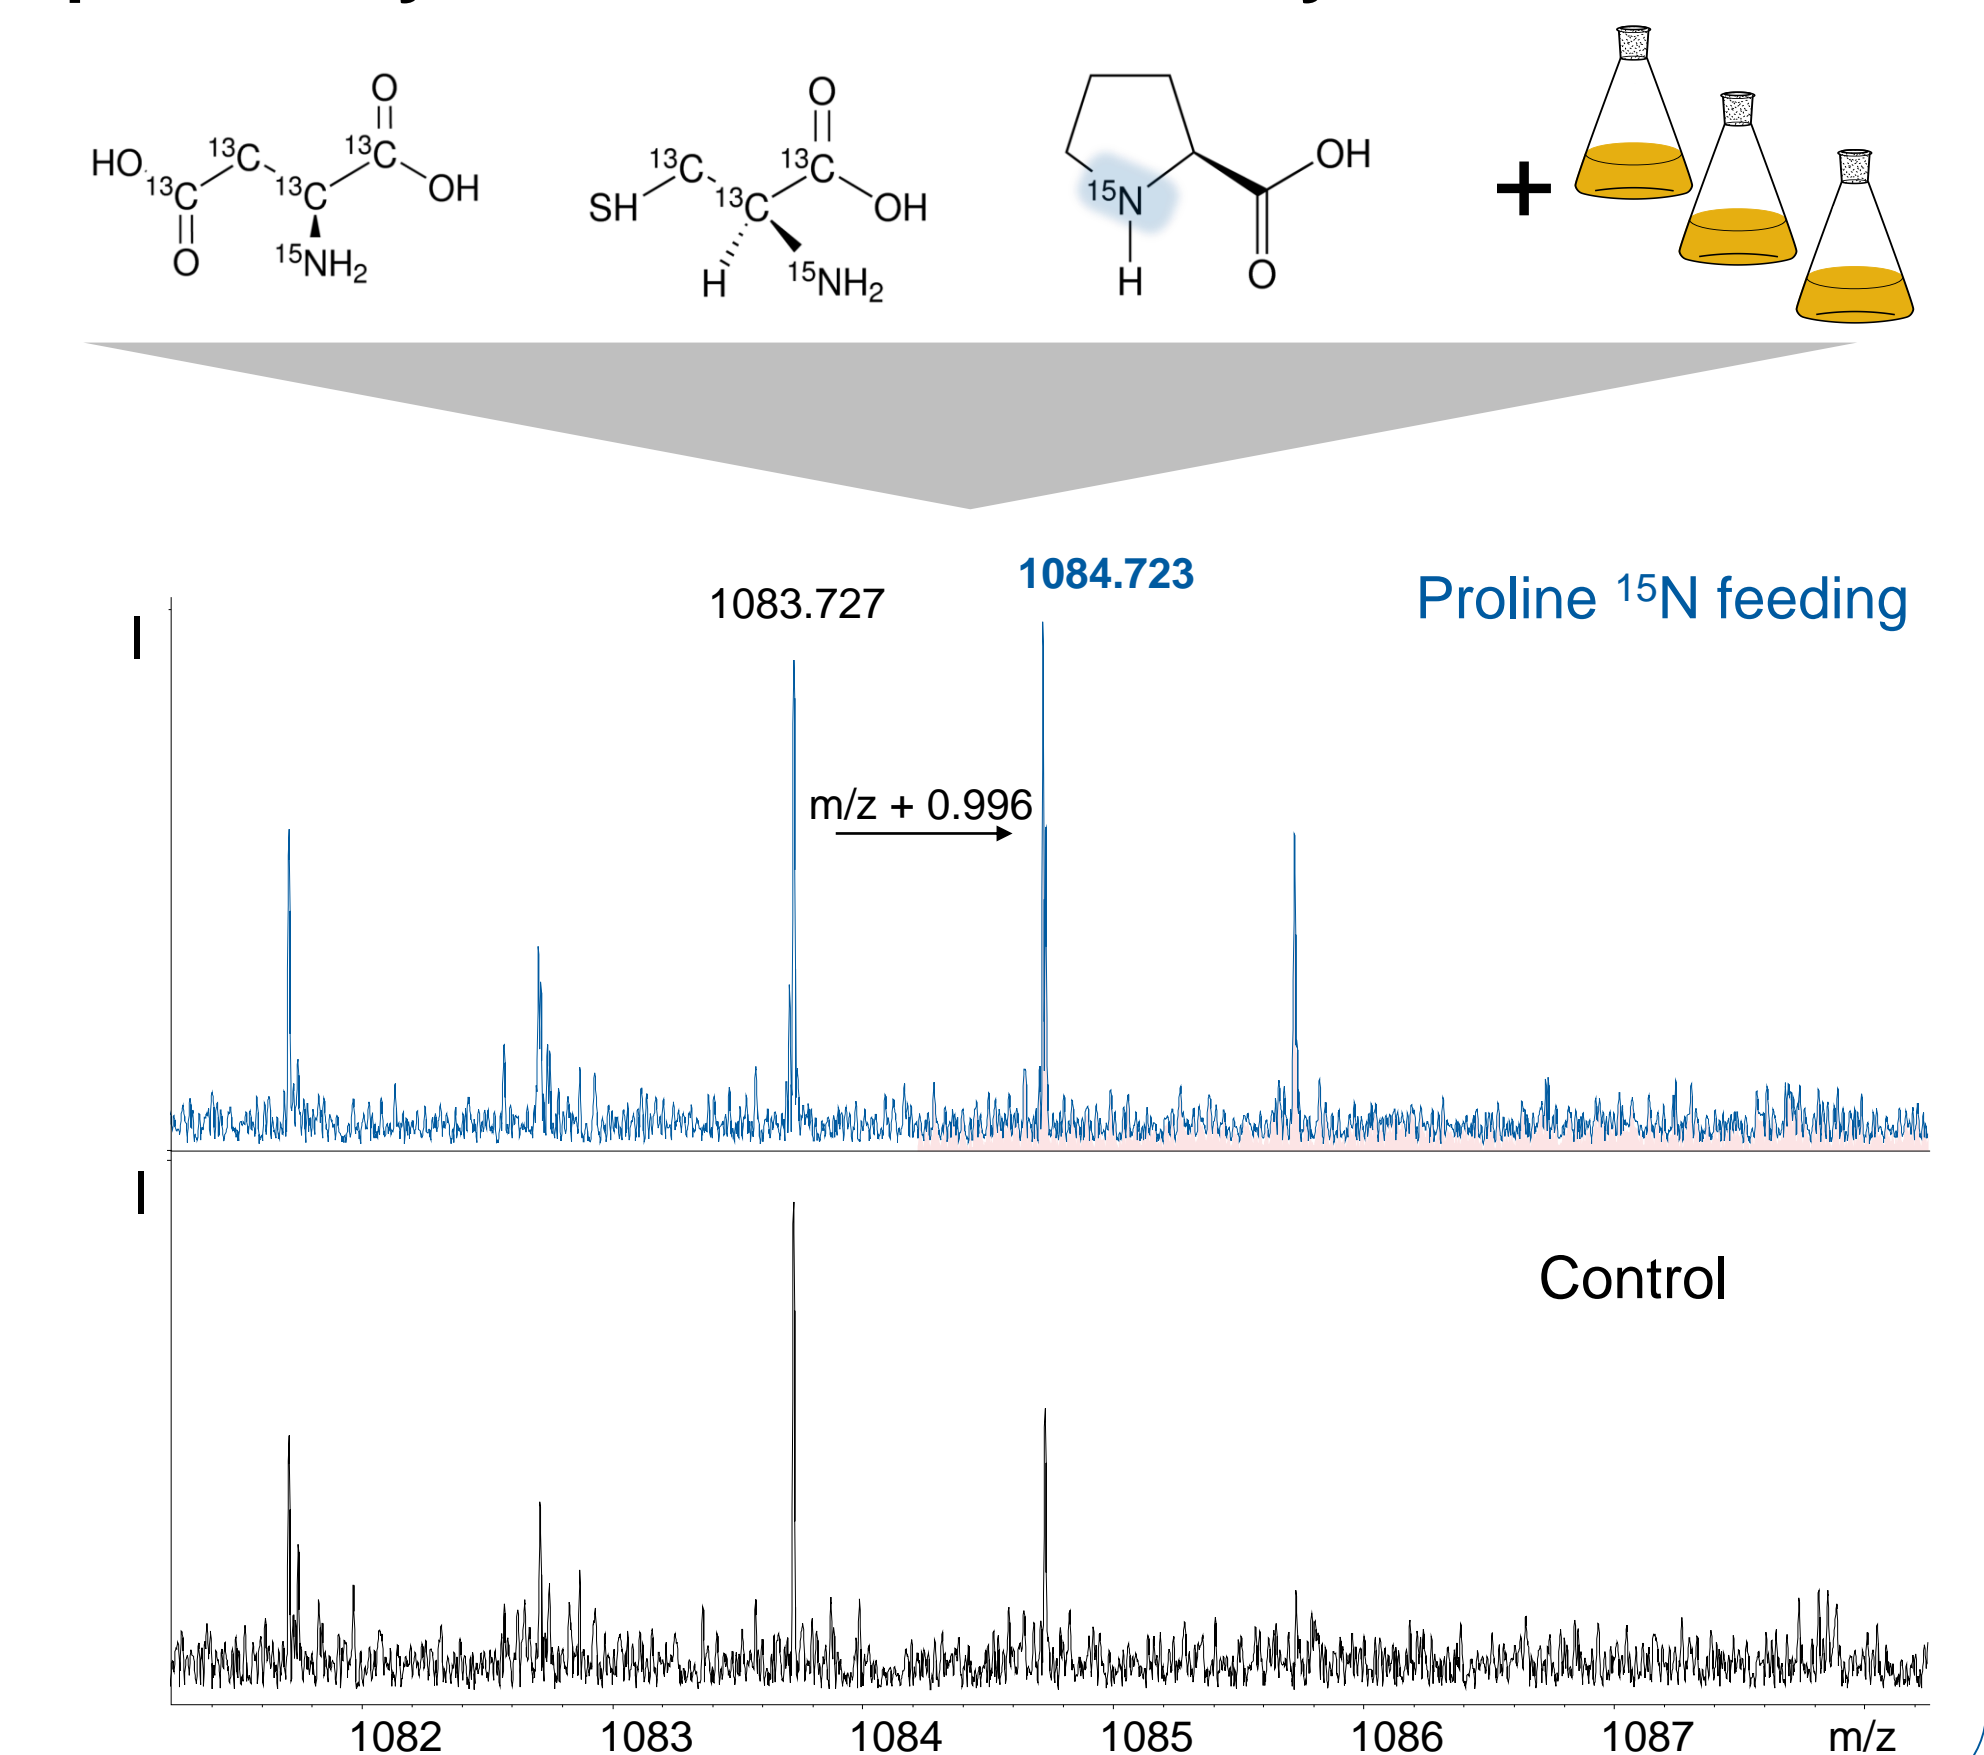 O
HO
13C
13C
13C
13C
OH
O
15NH2
O
13C
13C
SH
13C
OH
H
15NH2
OH
15N
H
O
+
1084.723
1083.727
Proline 15N feeding
I
m/z + 0.996
I
Control
1082 1083 1084 1085 1086 1087 m/z